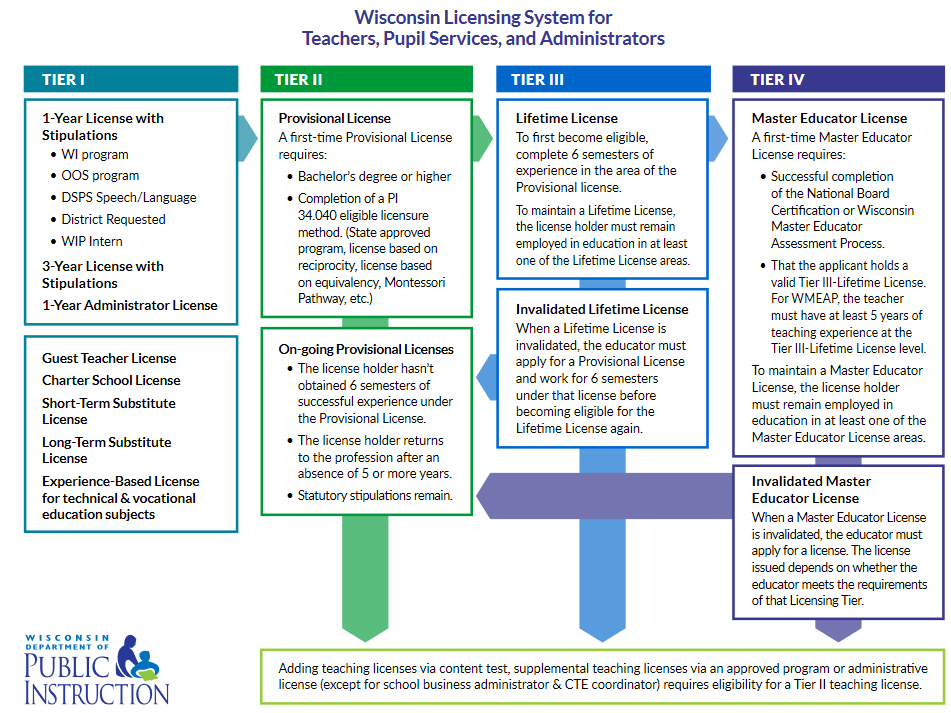 Wisconsin Licensing System for
Teachers, Pupil Services, and Administrators
TIER I
1-Year License with
Stipulations
• WI program
• OOS program
• DSPS Speech/Language
• District Requested
• WIP Intern
3-Year License with
Stipulations
1-Year Administrator License
Guest Teacher License
Charter School License
Short-Term Substitute
License
Long-Term Substitute
License
Experience-Based License
for technical & vocational
education subjects
TIER II
Provisional License
A first-time Provisional License
requires:
• Bachelor's degree or higher
• Completion of a PI
34.040 eligible licensure
method. (State approved
program, license based on
reciprocity, license based
on equivalency, Montessori
Pathway, etc.)
On-going Provisional Licenses
• The license holder hasn't
obtained 6 semesters of
successful experience under
the Provisional License.
• The license holder returns
to the profession after an
absence of 5 or more years.
• Statutory stipulations remain.
TIER III
Lifetime License
To first become eligible,
complete 6 semesters of
experience in the area of the
Provisional license.
To maintain a Lifetime License,
the license holder must remain
employed in education in at least
one of the Lifetime License areas.
Invalidated Lifetime License
When a Lifetime License is
invalidated, the educator must
apply for a Provisional License
and work for 6 semesters
under that license before
becoming eligible for the
Lifetime License again.
TIER IV
Master Educator License
A first-time Master Educator
License requires:
• Successful completion
of the National Board
Certification or Wisconsin
Master Educator
Assessment Process.
• That the applicant holds a
valid Tier III-Lifetime License.
For WMEAP, the teacher
must have at least 5 years of
teaching experience at the
Tier III-Lifetime License level.
To maintain a Master Educator
License, the license holder
must remain employed in
education in at least one of the
Master Educator License areas.
Invalidated Master
Educator License
When a Master Educator License
is invalidated, the educator must
apply for a license. The license
issued depends on whether the
educator meets the requirements
of that Licensing Tier.
WISCONSIN
DEPARTMENT OF
PUBLIC
INSTRUCTION
Adding teaching licenses via content test, supplemental teaching licenses via an approved program or administrative
license (except for school business administrator & CTE coordinator) requires eligibility for a Tier II teaching license.